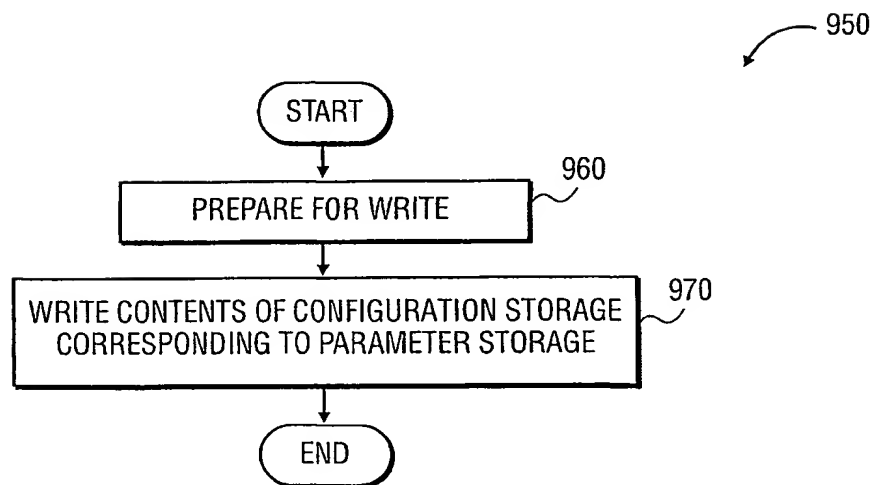 950
START
960
PREPARE FOR WRITE
970
WRITE CONTENTS OF CONFIGURATION STORAGE
CORRESPONDING TO PARAMETER STORAGE
END